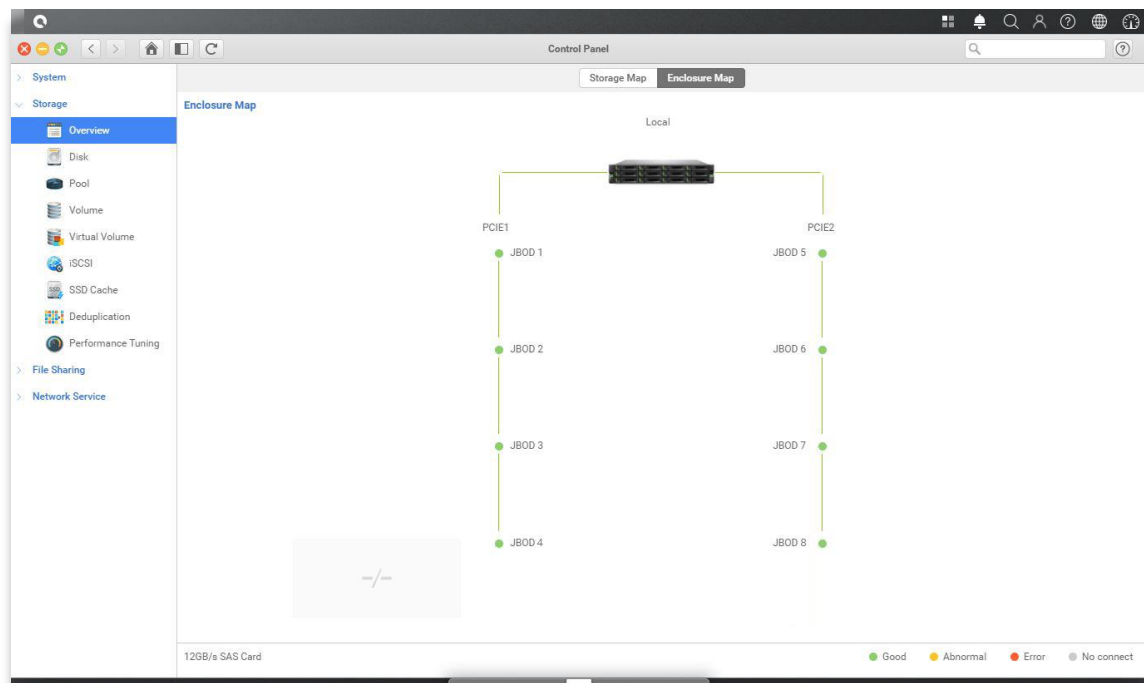 Control Panel
System
Storage Map Enclosure Map
Storage
Enclosure Map
Overview
Disk
Pool
Volume
Virtual Volume
iSCSI
SSD Cache
Deduplication
Performance Tuning
File Sharing
Network Service
Local
PCIE1 PCIE2
JBOD 1 JBOD 5
JBOD 2 JBOD 6
JBOD 3 JBOD 7
JBOD 4 JBOD 8
-/-
12GB/s SAS Card Good Abnormal Error No connect